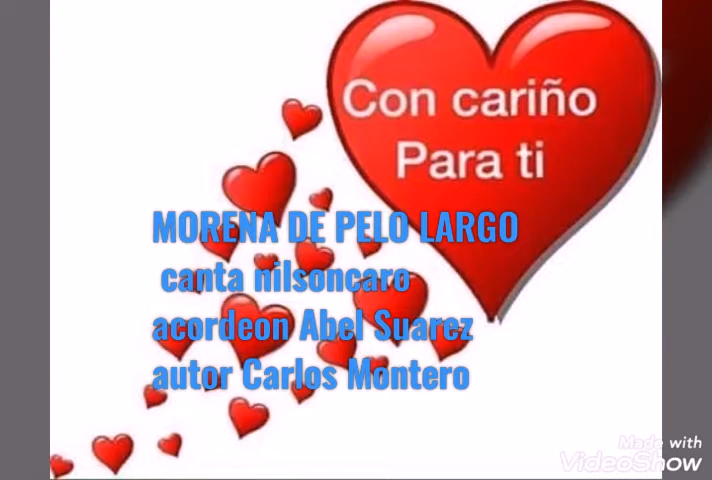 Con cariño
Para ti
MORENA DE PELO LARGO
canta nilsoncaro
acordeon Abel Suarez
autor Carlos Montero
Made with
VideoShow